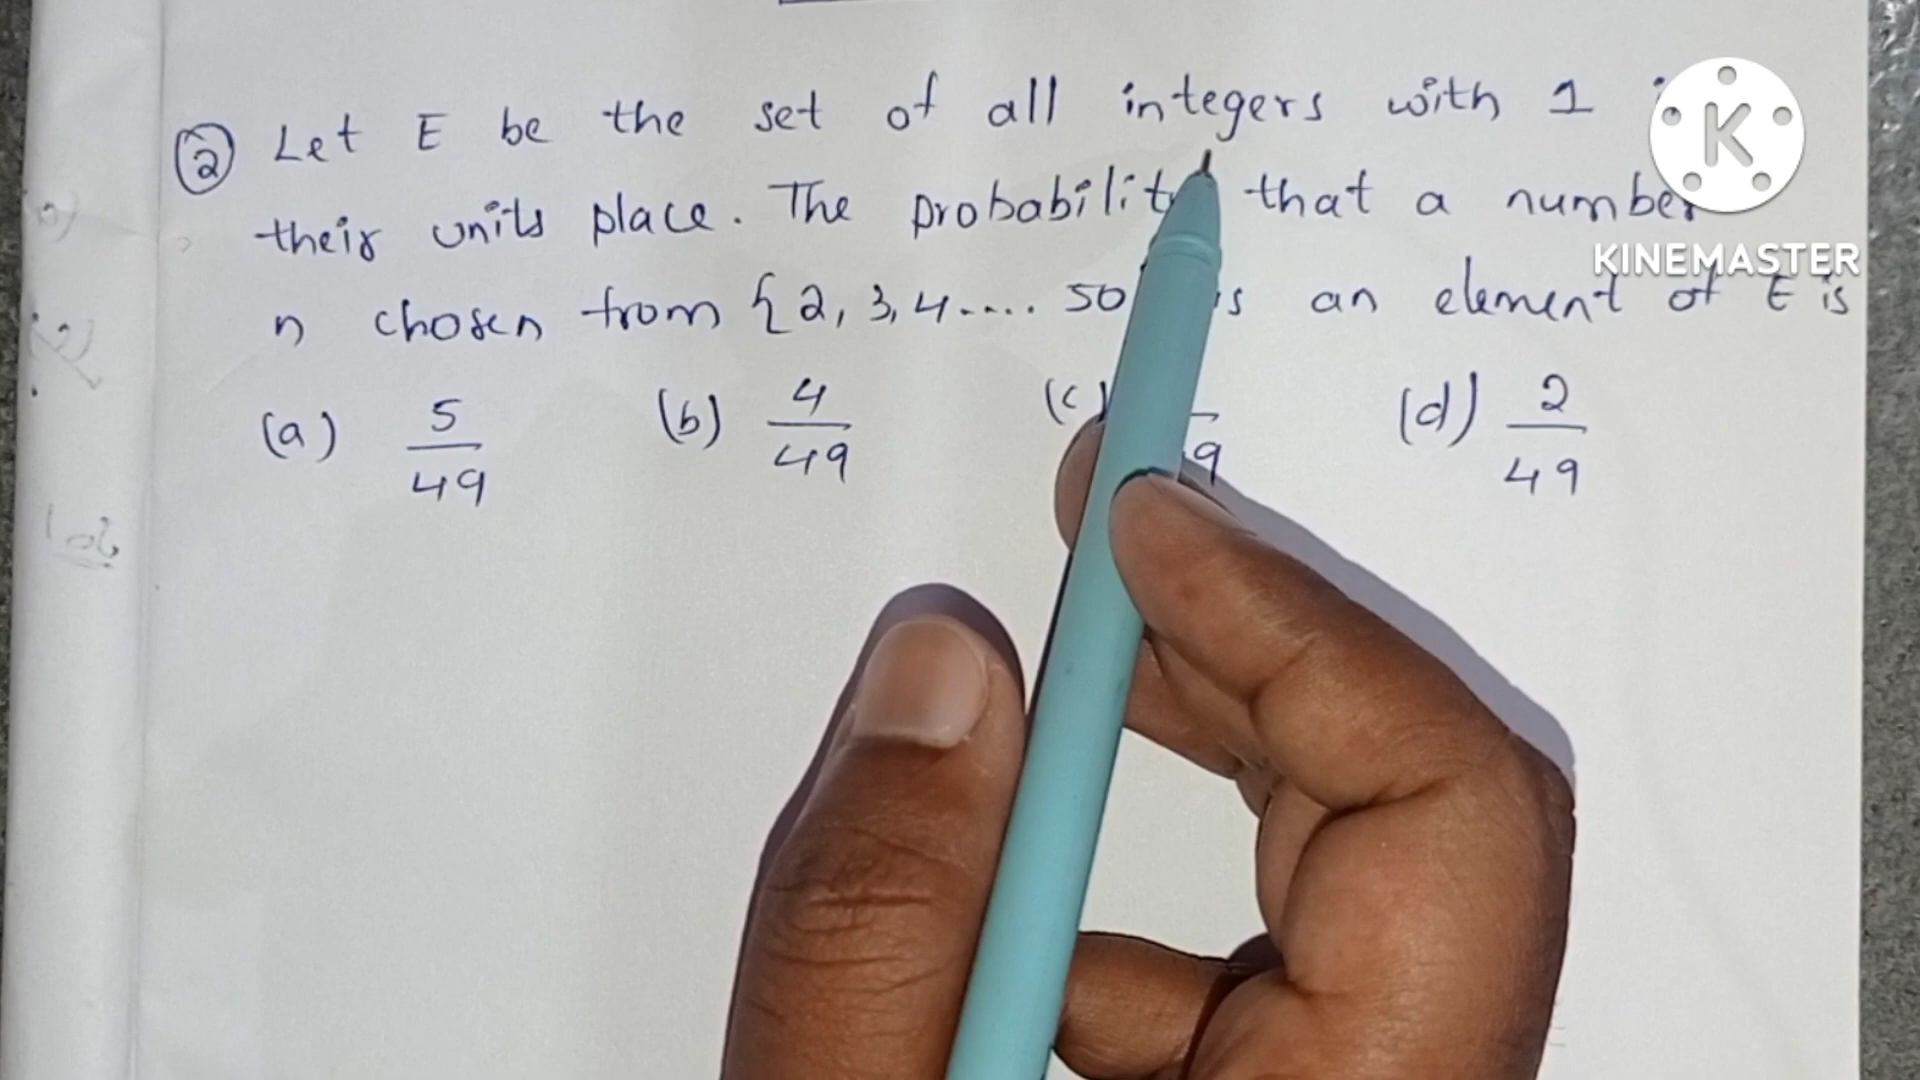 ② Let E be the set of all integers with 1
their units place. The probability that a number
n chosen from {2, 3, 4.... 50 is an element of E is
(a) 5/49 (b) 4/49 (c) (d) 2/49
K
KINEMASTER